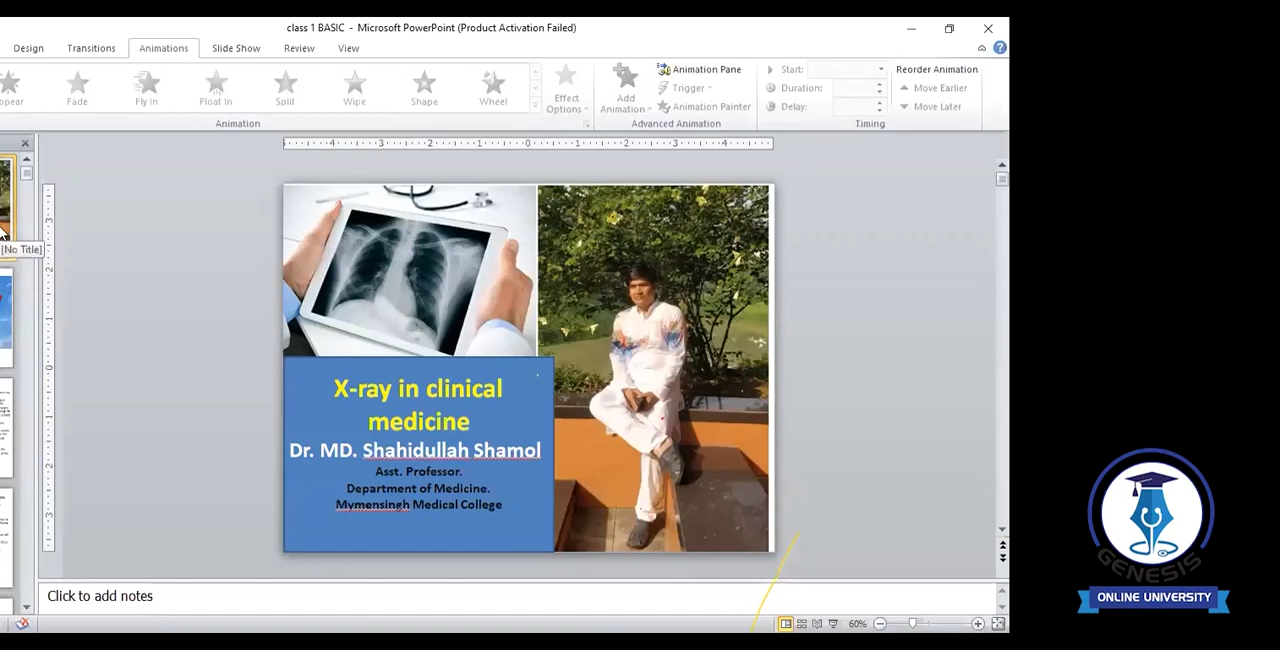 class 1 BASIC - Microsoft PowerPoint (Product Activation Failed)
Design Transitions Animations Slide Show Review View
Fade Fly In Float In Split Wipe Shape Wheel
Effect Options
Add Animation
Animation Pane
Trigger
Animation Painter
Start:
Duration:
Delay:
Reorder Animation
Move Earlier
Move Later
Animation Advanced Animation Timing
[No Title]
X-ray in clinical
medicine
Dr. MD. Shahidullah Shamol
Asst. Professor.
Department of Medicine.
Mymensingh Medical College
Click to add notes
60%
GENESIS
ONLINE UNIVERSITY